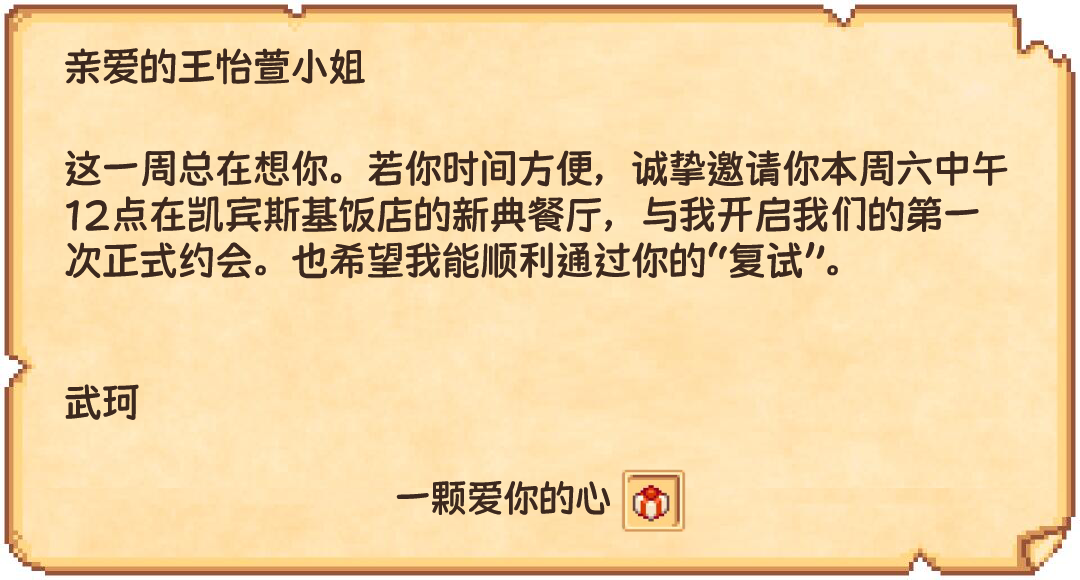 亲爱的王怡萱小姐
这一周总在想你。若你时间方便，诚挚邀请你本周六中午
12点在凯宾斯基饭店的新典餐厅，与我开启我们的第一
次正式约会。也希望我能顺利通过你的“复试”。
武珂
一颗爱你的心